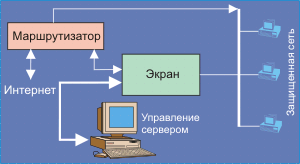 Маршрутизатор
Экран
Интернет
Управление
сервером
Защищенная сеть